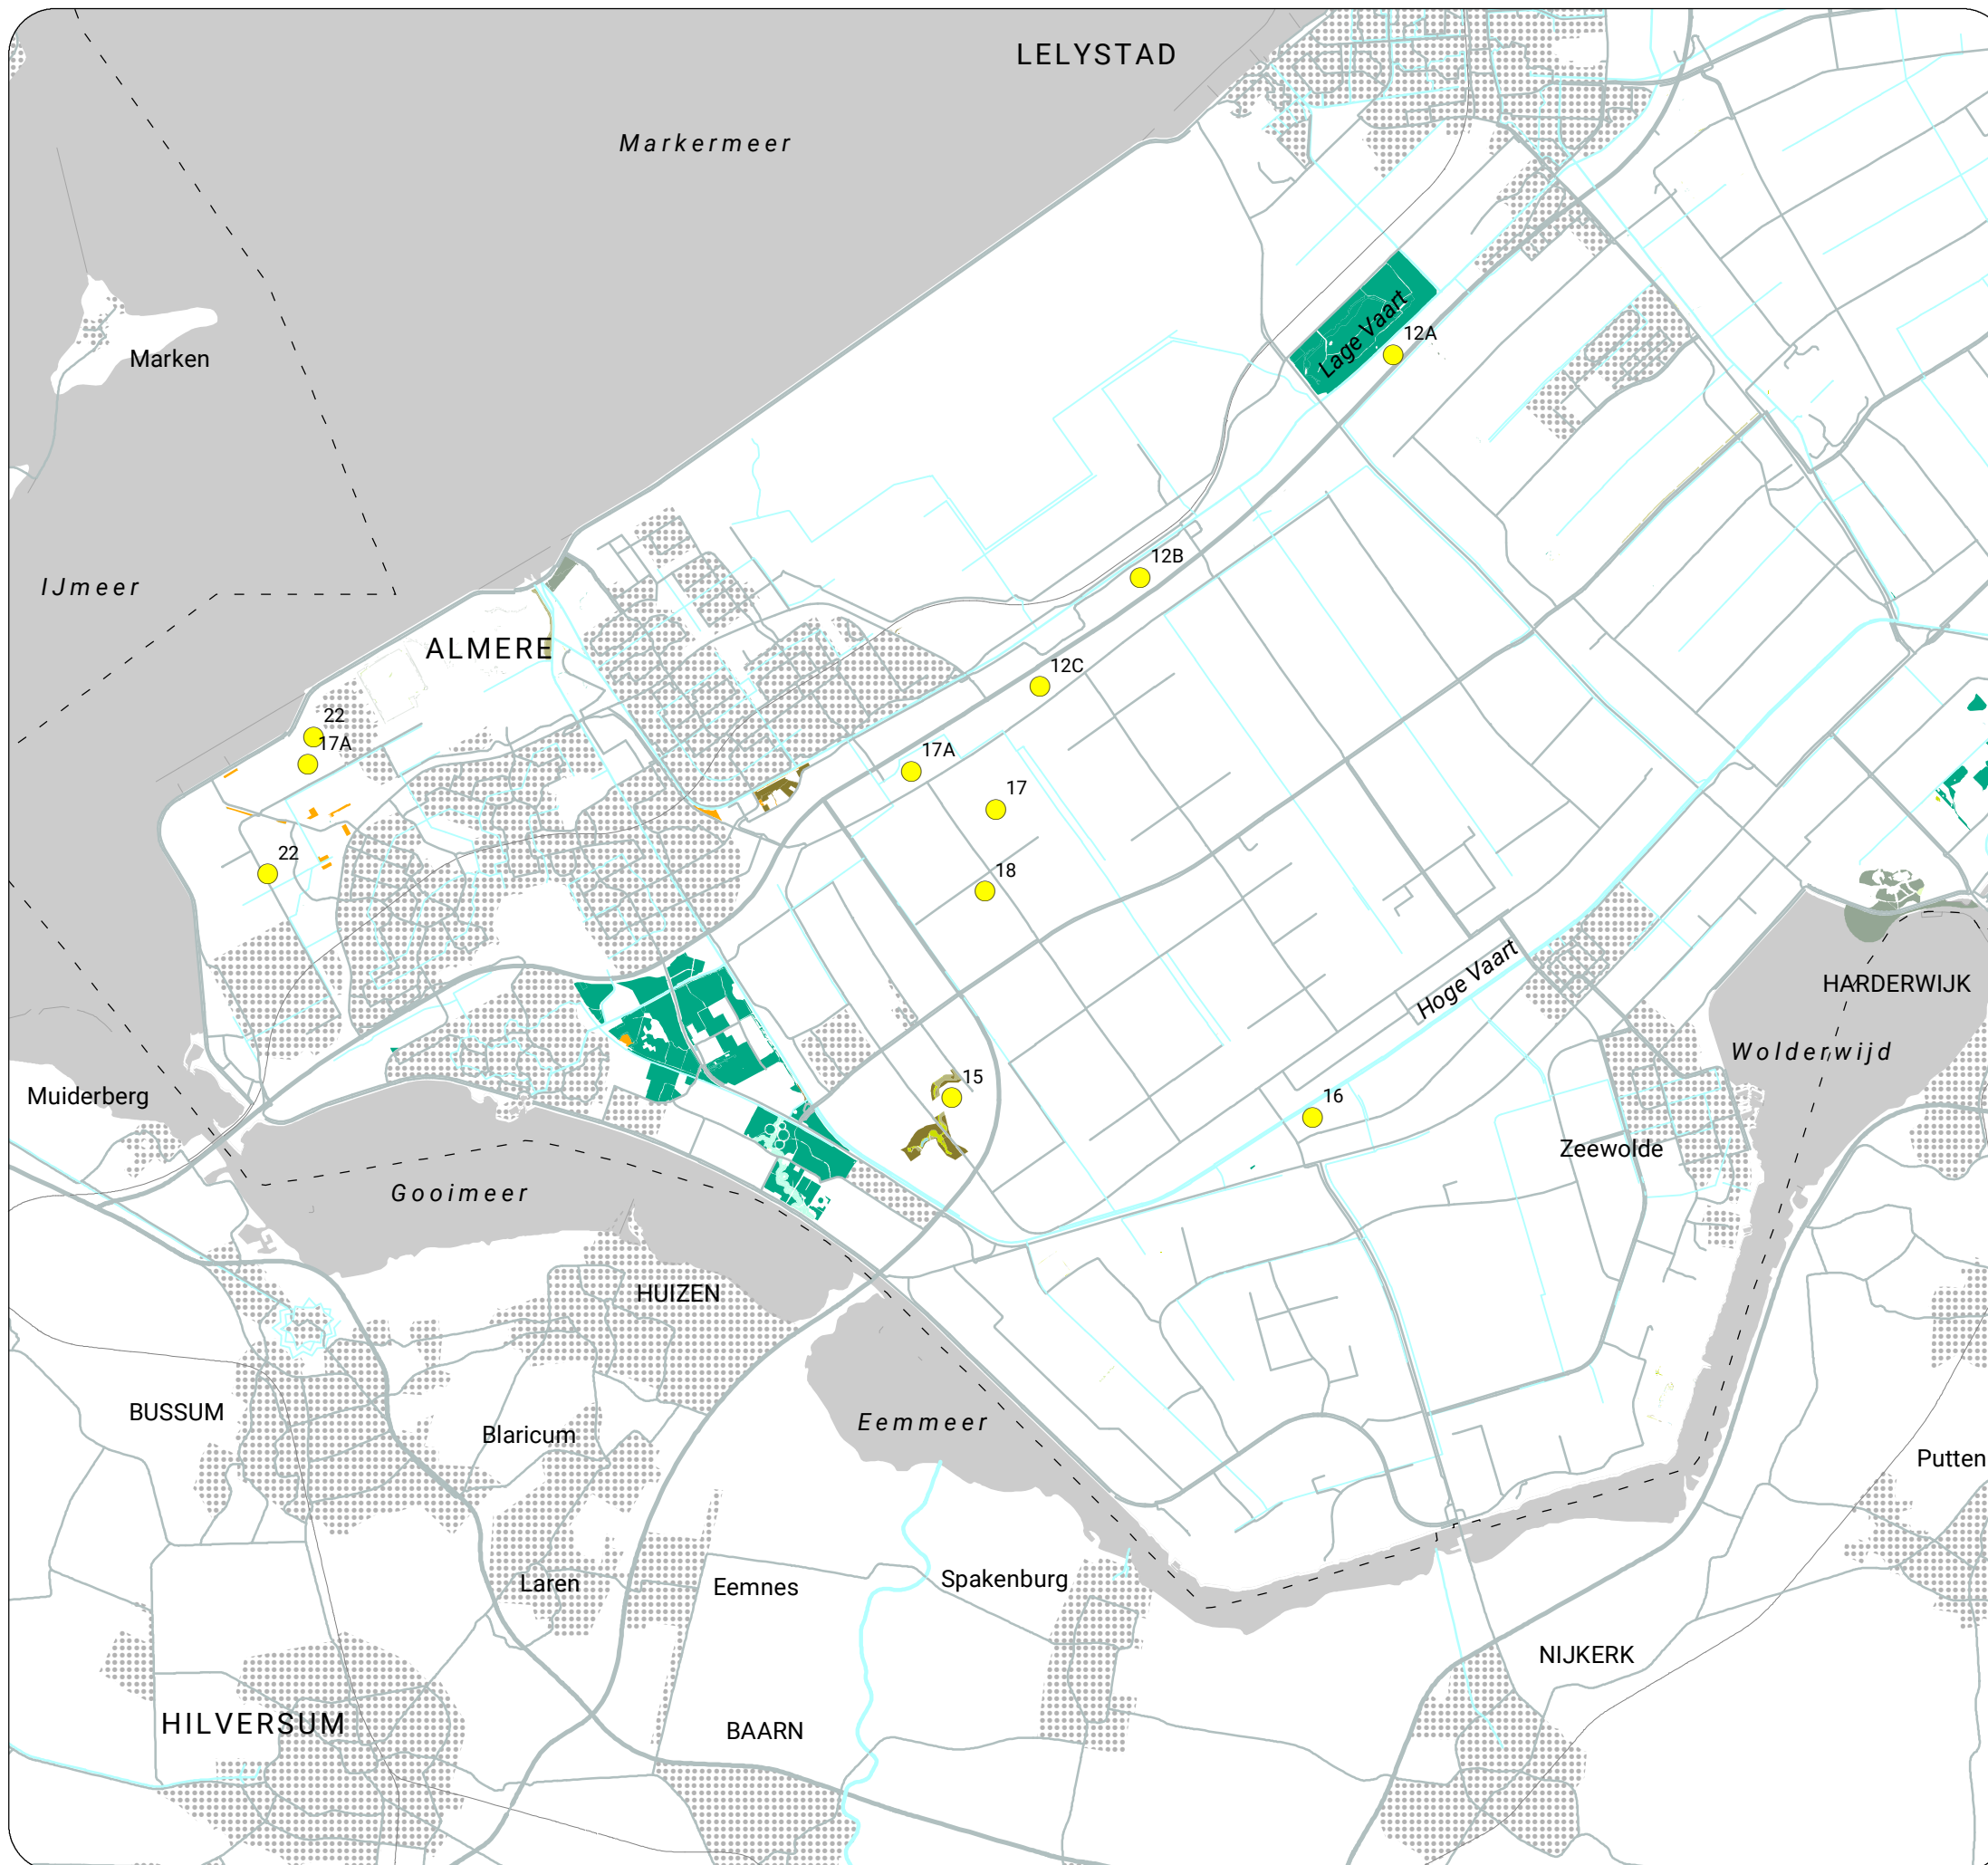 LELYSTAD
Markermeer
Lage Vaart
12A
Marken
12B
IJmeer
ALMERE
12C
22
17A
17A
17
22
18
Hoge Vaart
HARDERWIJK
Wolderwijd
15
Muiderberg
16
Zeewolde
Gooimeer
HUIZEN
BUSSUM
Eemmeer
Blaricum
Putten
Spakenburg
Laren
Eemnes
NIJKERK
HILVERSUM
BAARN